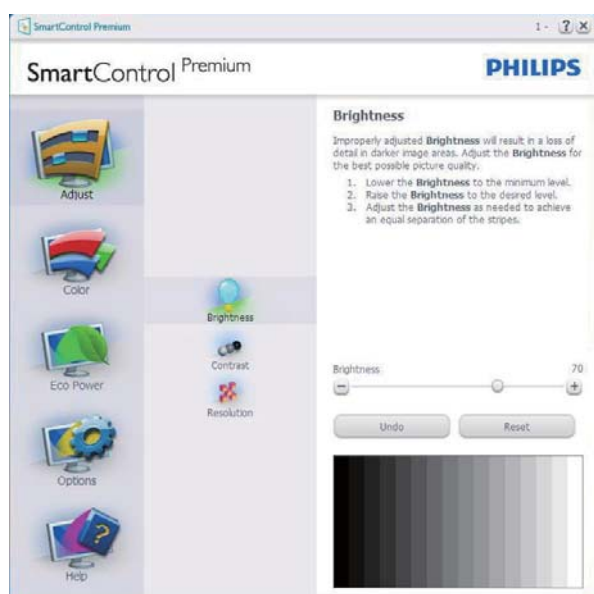 SmartControl Premium
1 - ? X
SmartControl Premium
PHILIPS
Adjust
Color
Eco Power
Options
Help
Brightness
Contrast
Resolution
Brightness
Improperly adjusted Brightness will result in a loss of
detail in darker image areas. Adjust the Brightness for
the best possible picture quality.
1. Lower the Brightness to the minimum level.
2. Raise the Brightness to the desired level.
3. Adjust the Brightness as needed to achieve
an equal separation of the stripes.
Brightness 70
Undo Reset